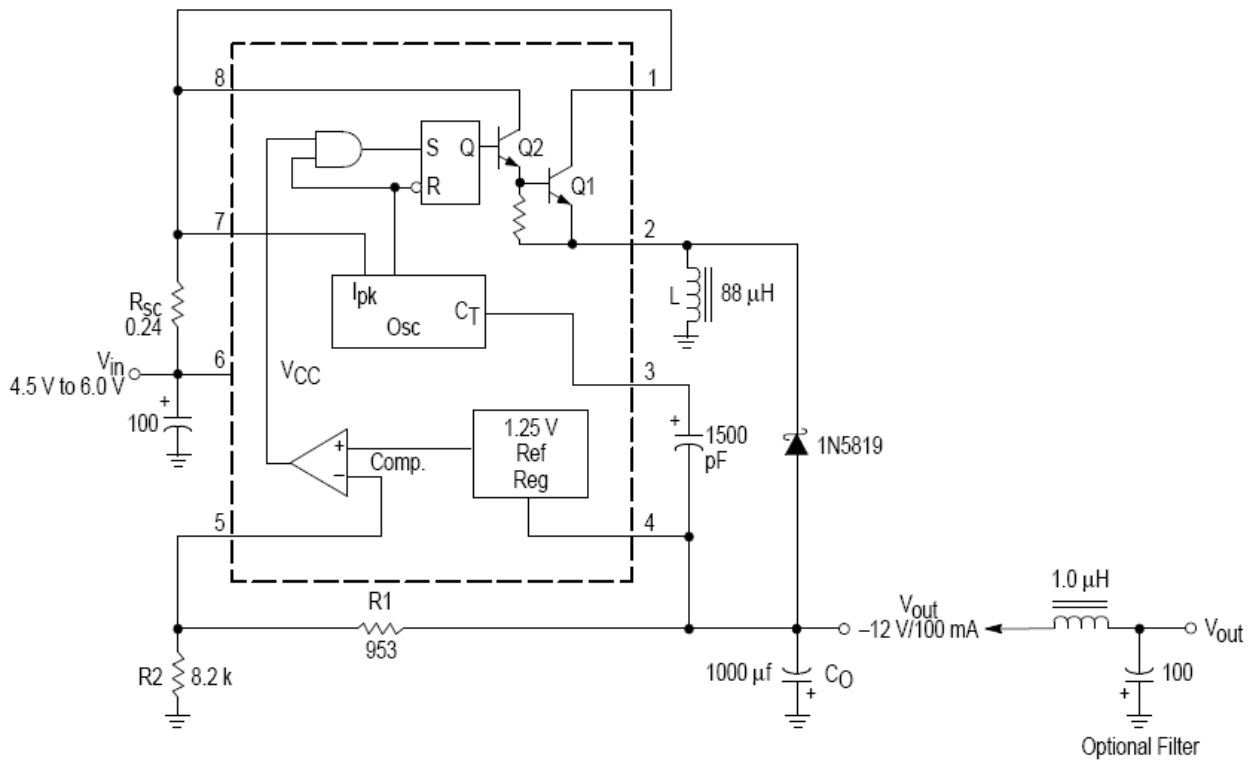 8
1
S
Q
Q2
R
Q1
7
2
Ipk
CT
Osc
L
88 µH
Rsc
0.24
Vin
4.5 V to 6.0 V
6
VCC
3
100
+
1.25 V
Ref
Reg
+
1500
pF
1N5819
+
−
Comp.
5
4
R1
953
Vout
–12 V/100 mA
1.0 µH
Vout
R2
8.2 k
1000 µf
CO
+
100
+
Optional Filter